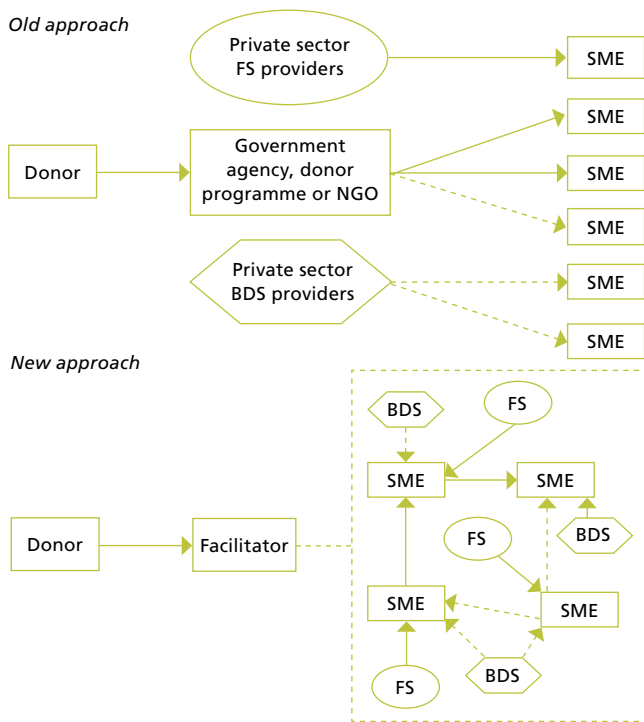 Old approach
Private sector
FS providers
SME
SME
Donor
Government
agency, donor
programme or NGO
SME
SME
Private sector
BDS providers
SME
SME
New approach
BDS
FS
SME
SME
Donor
Facilitator
FS
BDS
SME
SME
FS
BDS